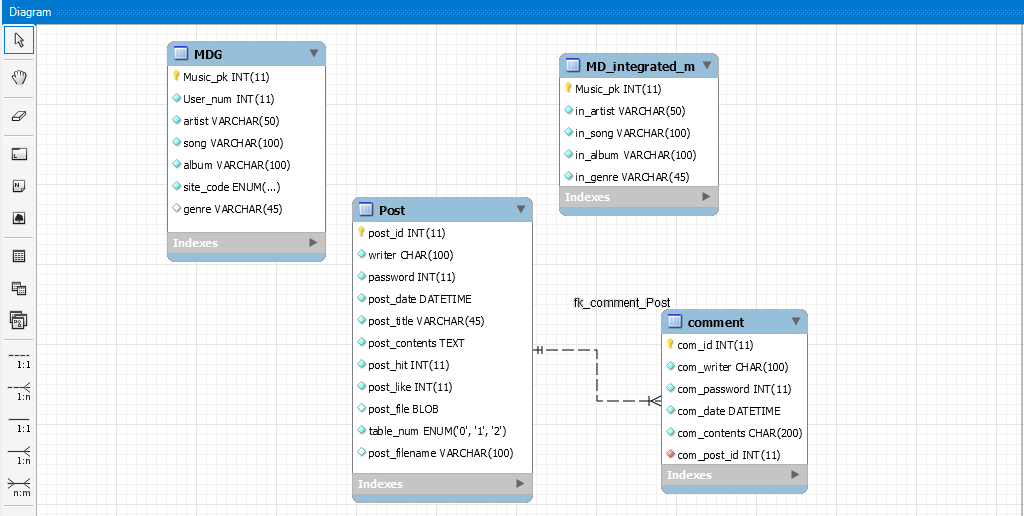 Diagram
MDG
Music_pk INT(11)
User_num INT(11)
artist VARCHAR(50)
song VARCHAR(100)
album VARCHAR(100)
site_code ENUM(...)
genre VARCHAR(45)
Indexes
MD_integrated_m
Music_pk INT(11)
in_artist VARCHAR(50)
in_song VARCHAR(100)
in_album VARCHAR(100)
in_genre VARCHAR(45)
Indexes
Post
post_id INT(11)
writer CHAR(100)
password INT(11)
post_date DATETIME
post_title VARCHAR(45)
post_contents TEXT
post_hit INT(11)
post_like INT(11)
post_file BLOB
table_num ENUM('0', '1', '2')
post_filename VARCHAR(100)
Indexes
fk_comment_Post
comment
com_id INT(11)
com_writer CHAR(100)
com_password INT(11)
com_date DATETIME
com_contents CHAR(200)
com_post_id INT(11)
Indexes
1:1
1:n
1:1
1:n
n:m